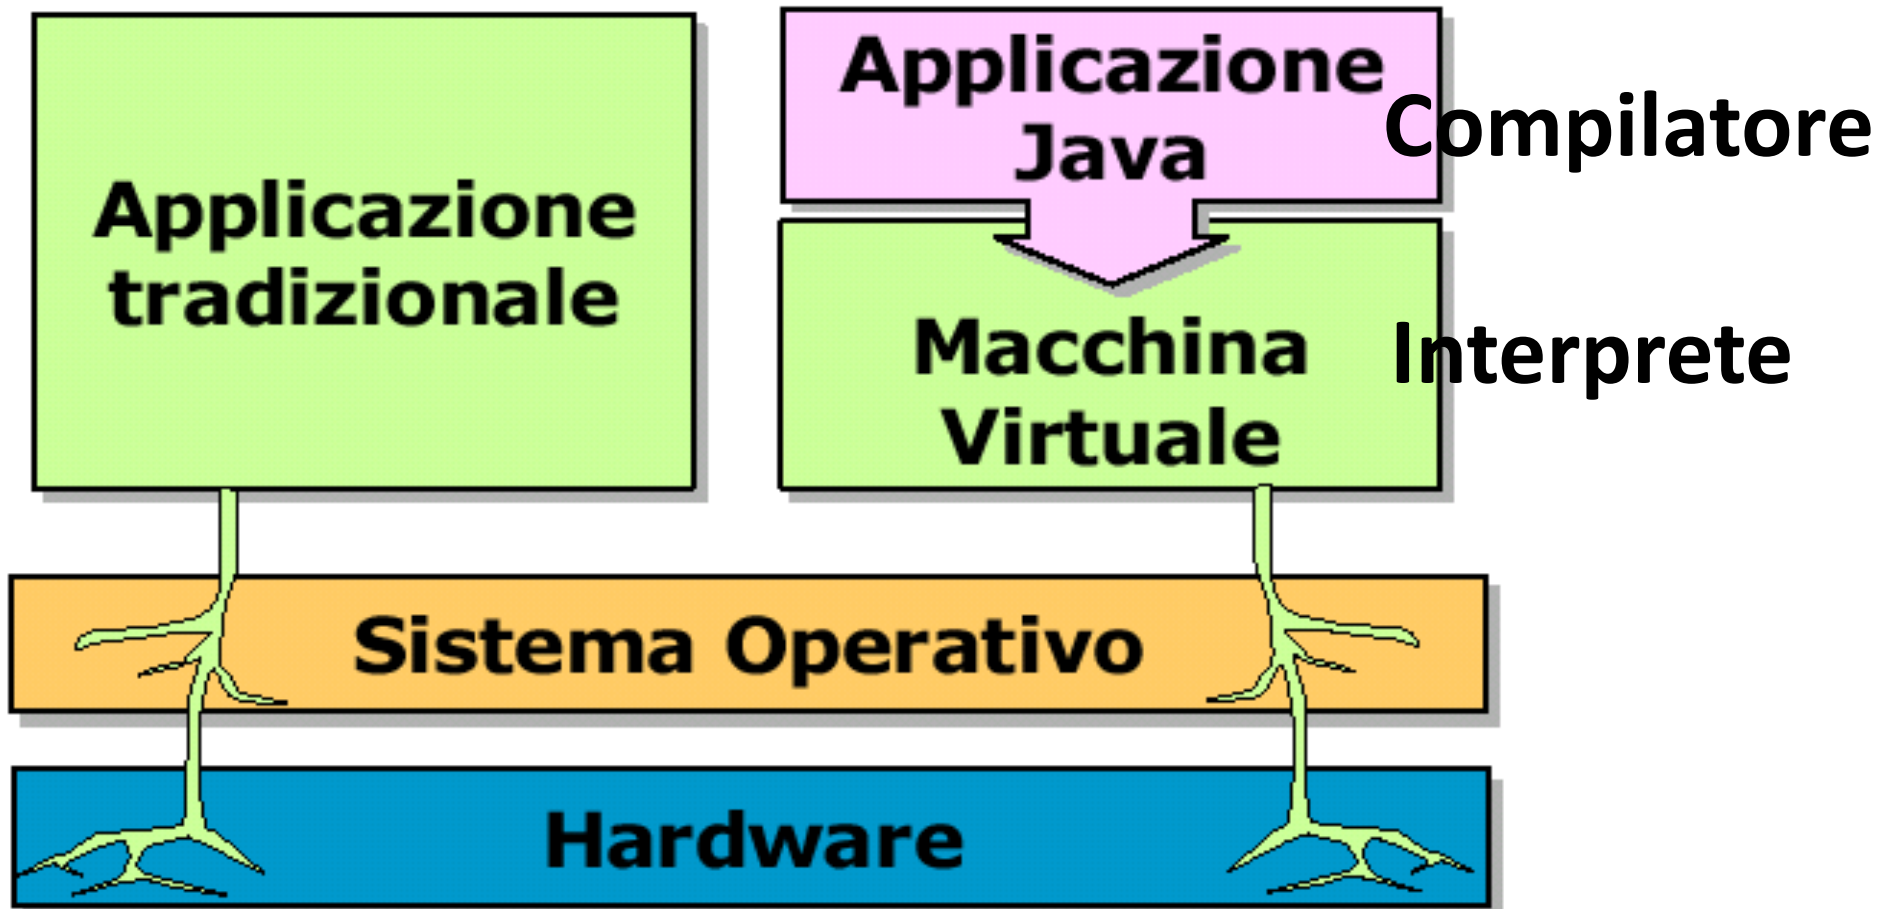 Applicazione
tradizionale
Applicazione
Java
Compilatore
Macchina
Virtuale
Interprete
Sistema Operativo
Hardware